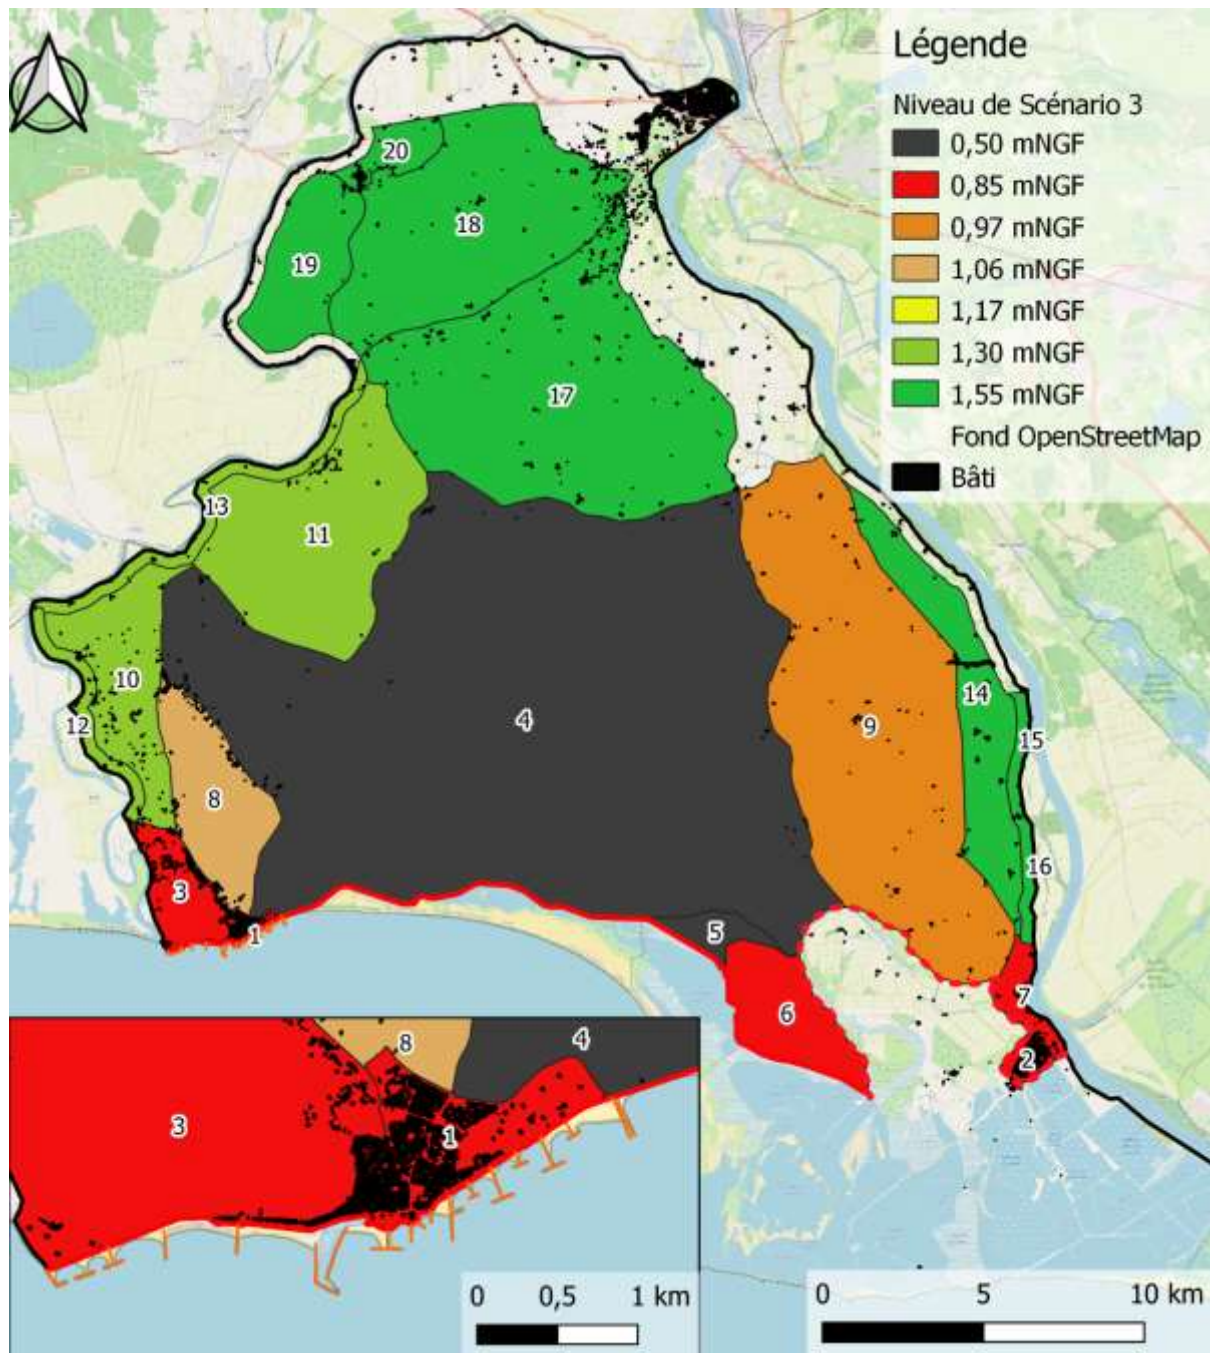 Légende
Niveau de Scénario 3
0,50 mNGF
0,85 mNGF
0,97 mNGF
1,06 mNGF
1,17 mNGF
1,30 mNGF
1,55 mNGF
Fond OpenStreetMap
Bâti
20
18
19
17
13
11
10
12
4
14
9
15
8
16
3
1
5
7
6
2
8
4
3
1
0 0,5 1 km
0 5 10 km